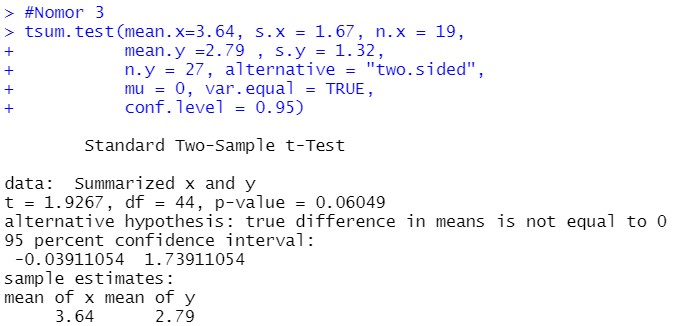 > #Nomor 3
> tsum.test(mean.x=3.64, s.x = 1.67, n.x = 19,
+           mean.y =2.79 , s.y = 1.32,
+           n.y = 27, alternative = "two.sided",
+           mu = 0, var.equal = TRUE,
+           conf.level = 0.95)
Standard Two-Sample t-Test
data:  Summarized x and y
t = 1.9267, df = 44, p-value = 0.06049
alternative hypothesis: true difference in means is not equal to 0
95 percent confidence interval:
-0.03911054  1.73911054
sample estimates:
mean of x mean of y
3.64      2.79